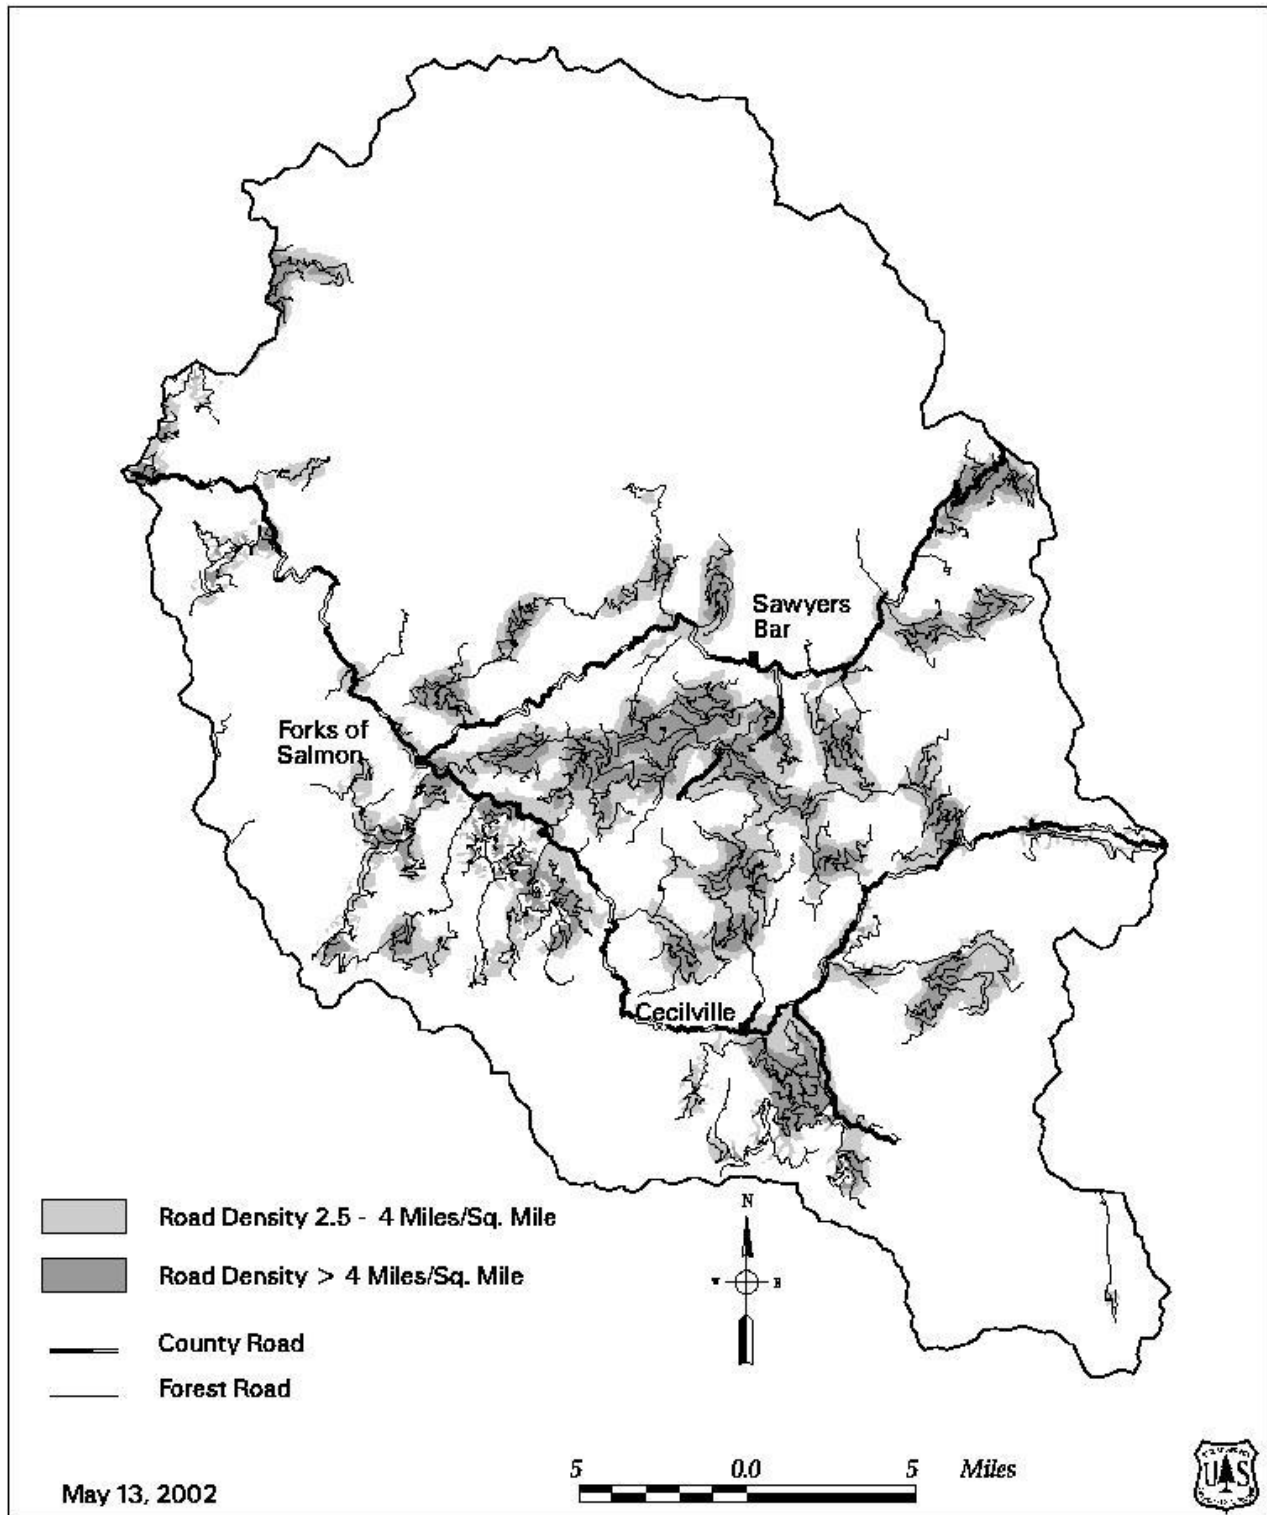 Sawyers
Bar
Forks of
Salmon
Cecilville
Road Density 2.5 - 4 Miles/Sq. Mile
Road Density > 4 Miles/Sq. Mile
County Road
Forest Road
N
W
E
5 0.0 5 Miles
May 13, 2002
U S